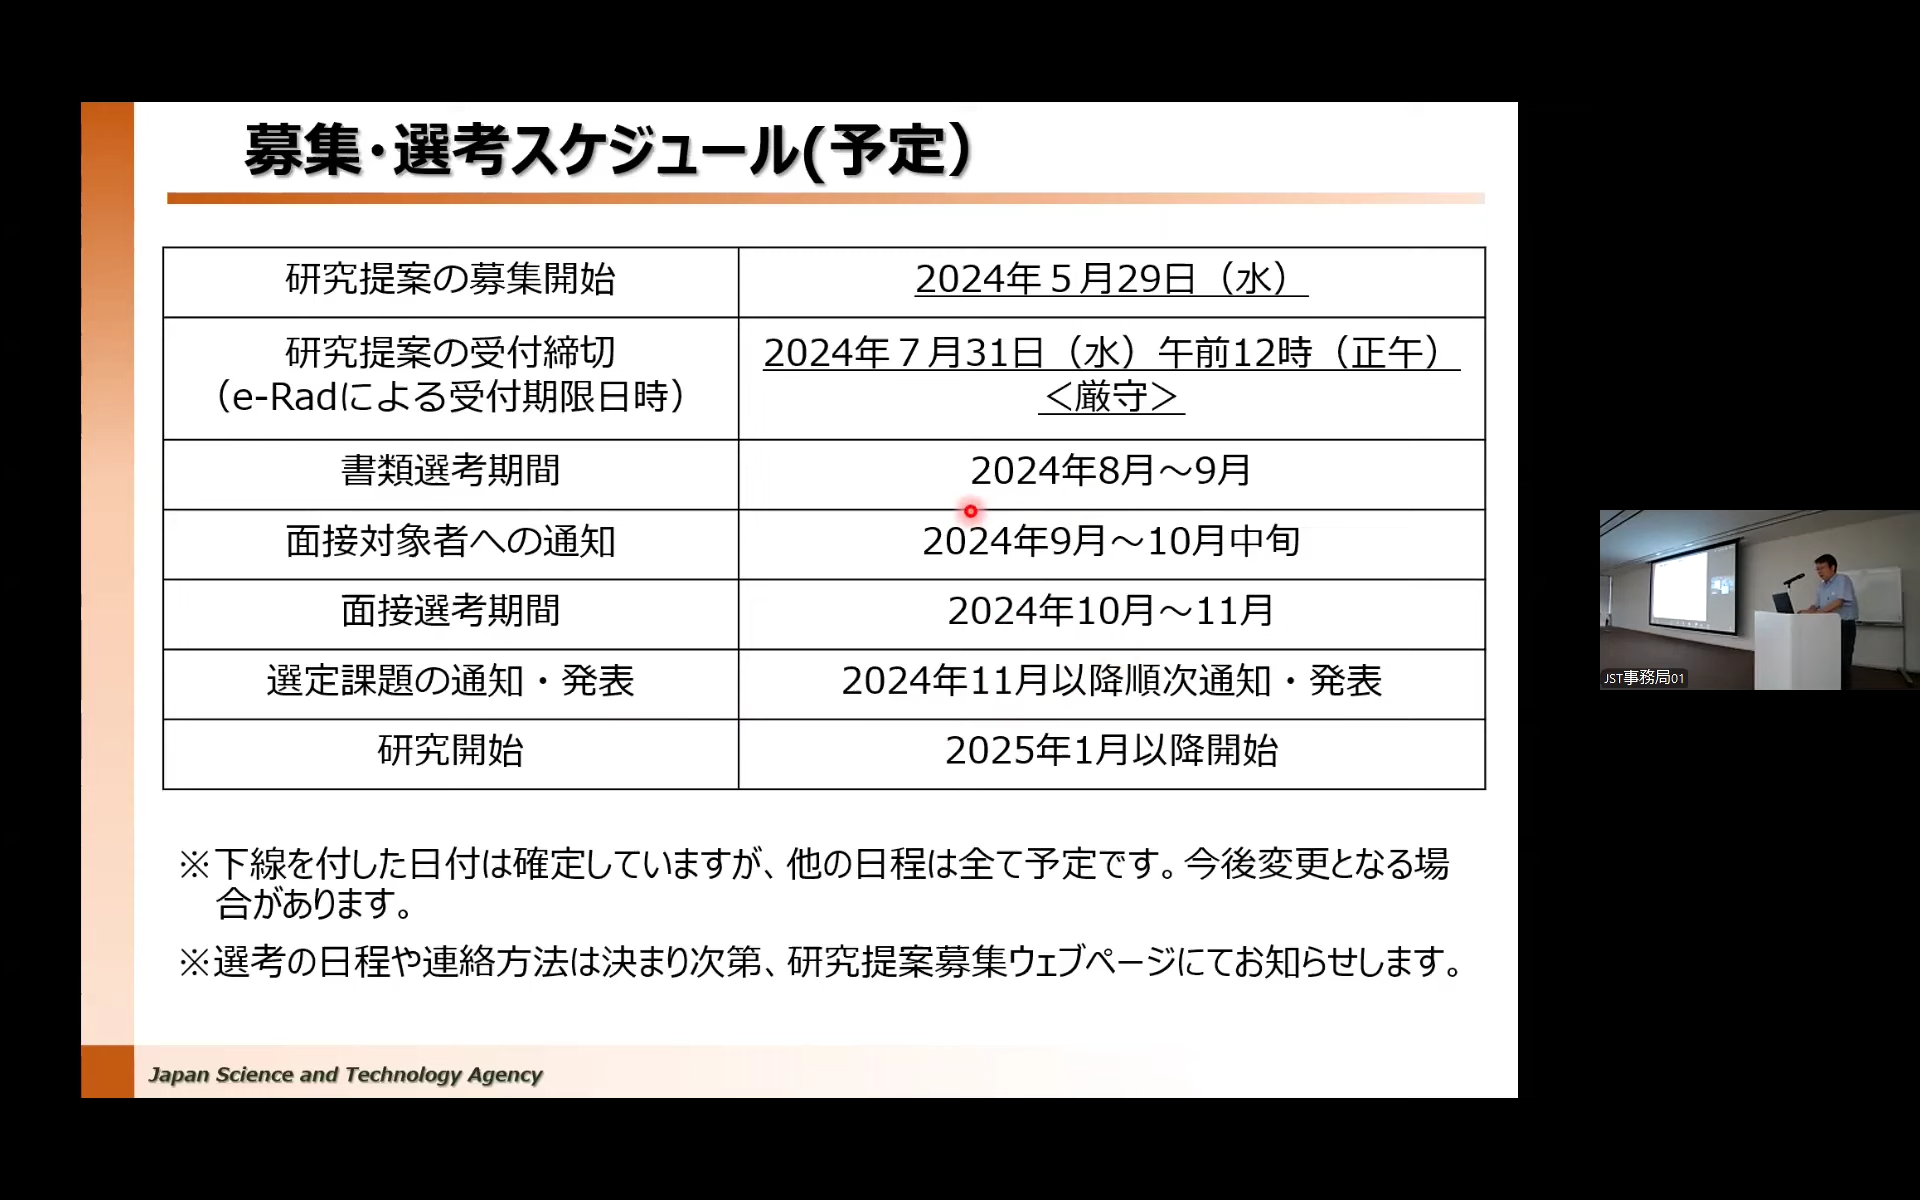 募集・選考スケジュール(予定）
研究提案の募集開始
2024年５月29日（水）
研究提案の受付締切
（e-Radによる受付期限日時）
2024年７月31日（水）午前12時（正午）
＜厳守＞
書類選考期間
2024年8月～9月
面接対象者への通知
2024年9月～10月中旬
面接選考期間
2024年10月～11月
選定課題の通知・発表
2024年11月以降順次通知・発表
研究開始
2025年1月以降開始
※下線を付した日付は確定していますが、他の日程は全て予定です。今後変更となる場
合があります。
※選考の日程や連絡方法は決まり次第、研究提案募集ウェブページにてお知らせします。
Japan Science and Technology Agency
JST事務局01